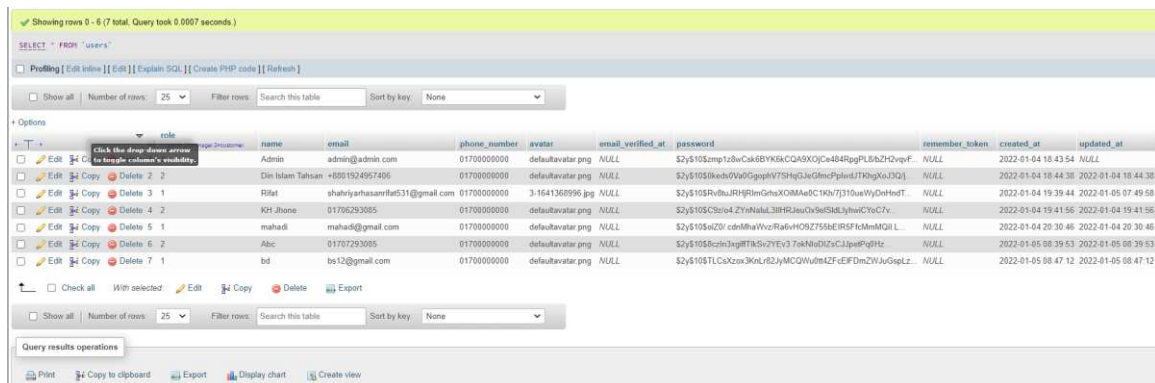 Showing rows 0 - 6 (7 total, Query took 0.0007 seconds.)
SELECT * FROM `users`
Profiling [ Edit inline ] [ Edit ] [ Explain SQL ] [ Create PHP code ] [ Refresh ]
Show all | Number of rows: 25 Filter rows: Search this table Sort by key: None
+ Options
role name email phone_number avatar email_verified_at password remember_token created_at updated_at
Click the drop-down arrow
to toggle column's visibility.
Edit Admin admin@admin.com 01700000000 defaultavatar.png NULL NULL 2022-01-04 18:43:54 NULL
Edit Delete 2 2 Din Islam Tahsan +8801924957406 01700000000 defaultavatar.png NULL NULL 2022-01-04 18:44:38 2022-01-04 18:44:38
Edit Copy Delete 3 1 Rifat shahriyarhasanrifat531@gmail.com 01700000000 3-1641368996.jpg NULL NULL 2022-01-04 19:39:44 2022-01-05 07:49:58
Edit Copy Delete 4 2 KH Jhone 01706293085 01700000000 defaultavatar.png NULL NULL 2022-01-04 19:41:56 2022-01-04 19:41:56
Edit Copy Delete 5 1 mahadi mahadi@gmail.com 01700000000 defaultavatar.png NULL NULL 2022-01-04 20:30:46 2022-01-04 20:30:46
Edit Copy Delete 6 2 Abc 01707293085 01700000000 defaultavatar.png NULL NULL 2022-01-05 08:39:53 2022-01-05 08:39:53
Edit Copy Delete 7 1 bd bs12@gmail.com 01700000000 defaultavatar.png NULL NULL 2022-01-05 08:47:12 2022-01-05 08:47:12
Check all With selected: Edit Copy Delete Export
Show all | Number of rows: 25 Filter rows: Search this table Sort by key: None
Query results operations
Print Copy to clipboard Export Display chart Create view